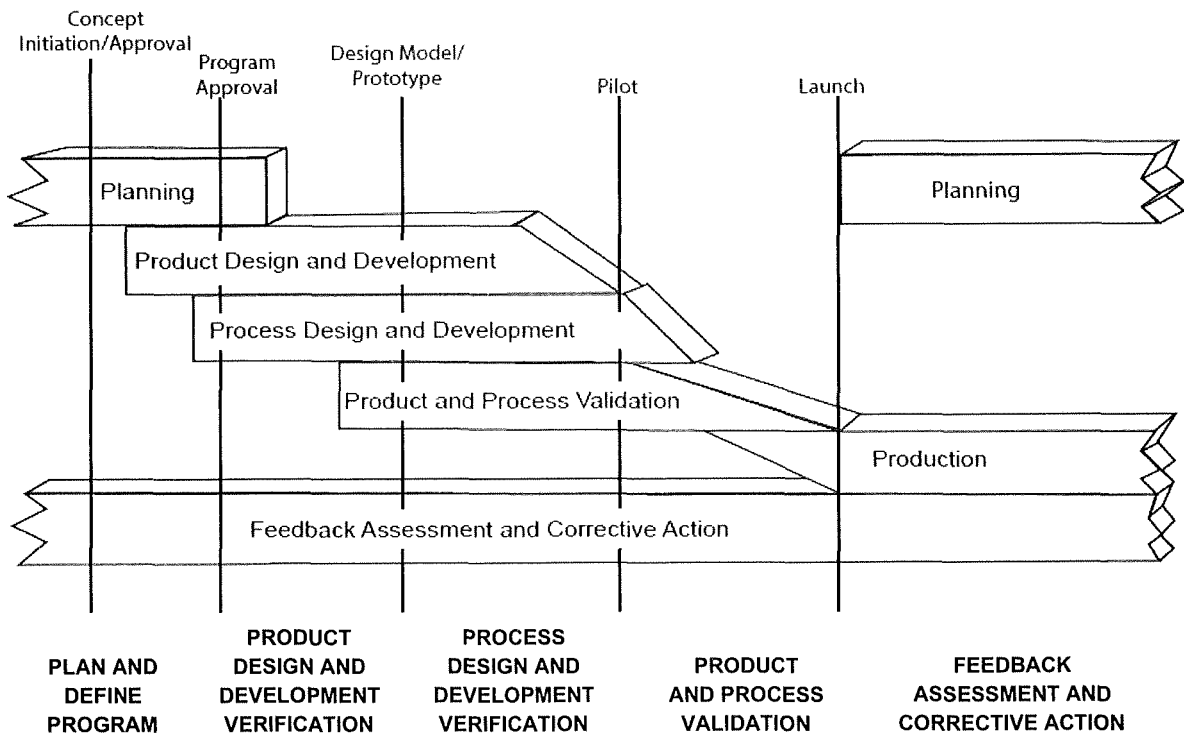 Concept
Initiation/Approval
Program
Approval
Design Model/
Prototype
Pilot
Launch
Planning
Planning
Product Design and Development
Process Design and Development
Product and Process Validation
Production
Feedback Assessment and Corrective Action
PLAN AND
DEFINE
PROGRAM
PRODUCT
DESIGN AND
DEVELOPMENT
VERIFICATION
PROCESS
DESIGN AND
DEVELOPMENT
VERIFICATION
PRODUCT
AND PROCESS
VALIDATION
FEEDBACK
ASSESSMENT AND
CORRECTIVE ACTION